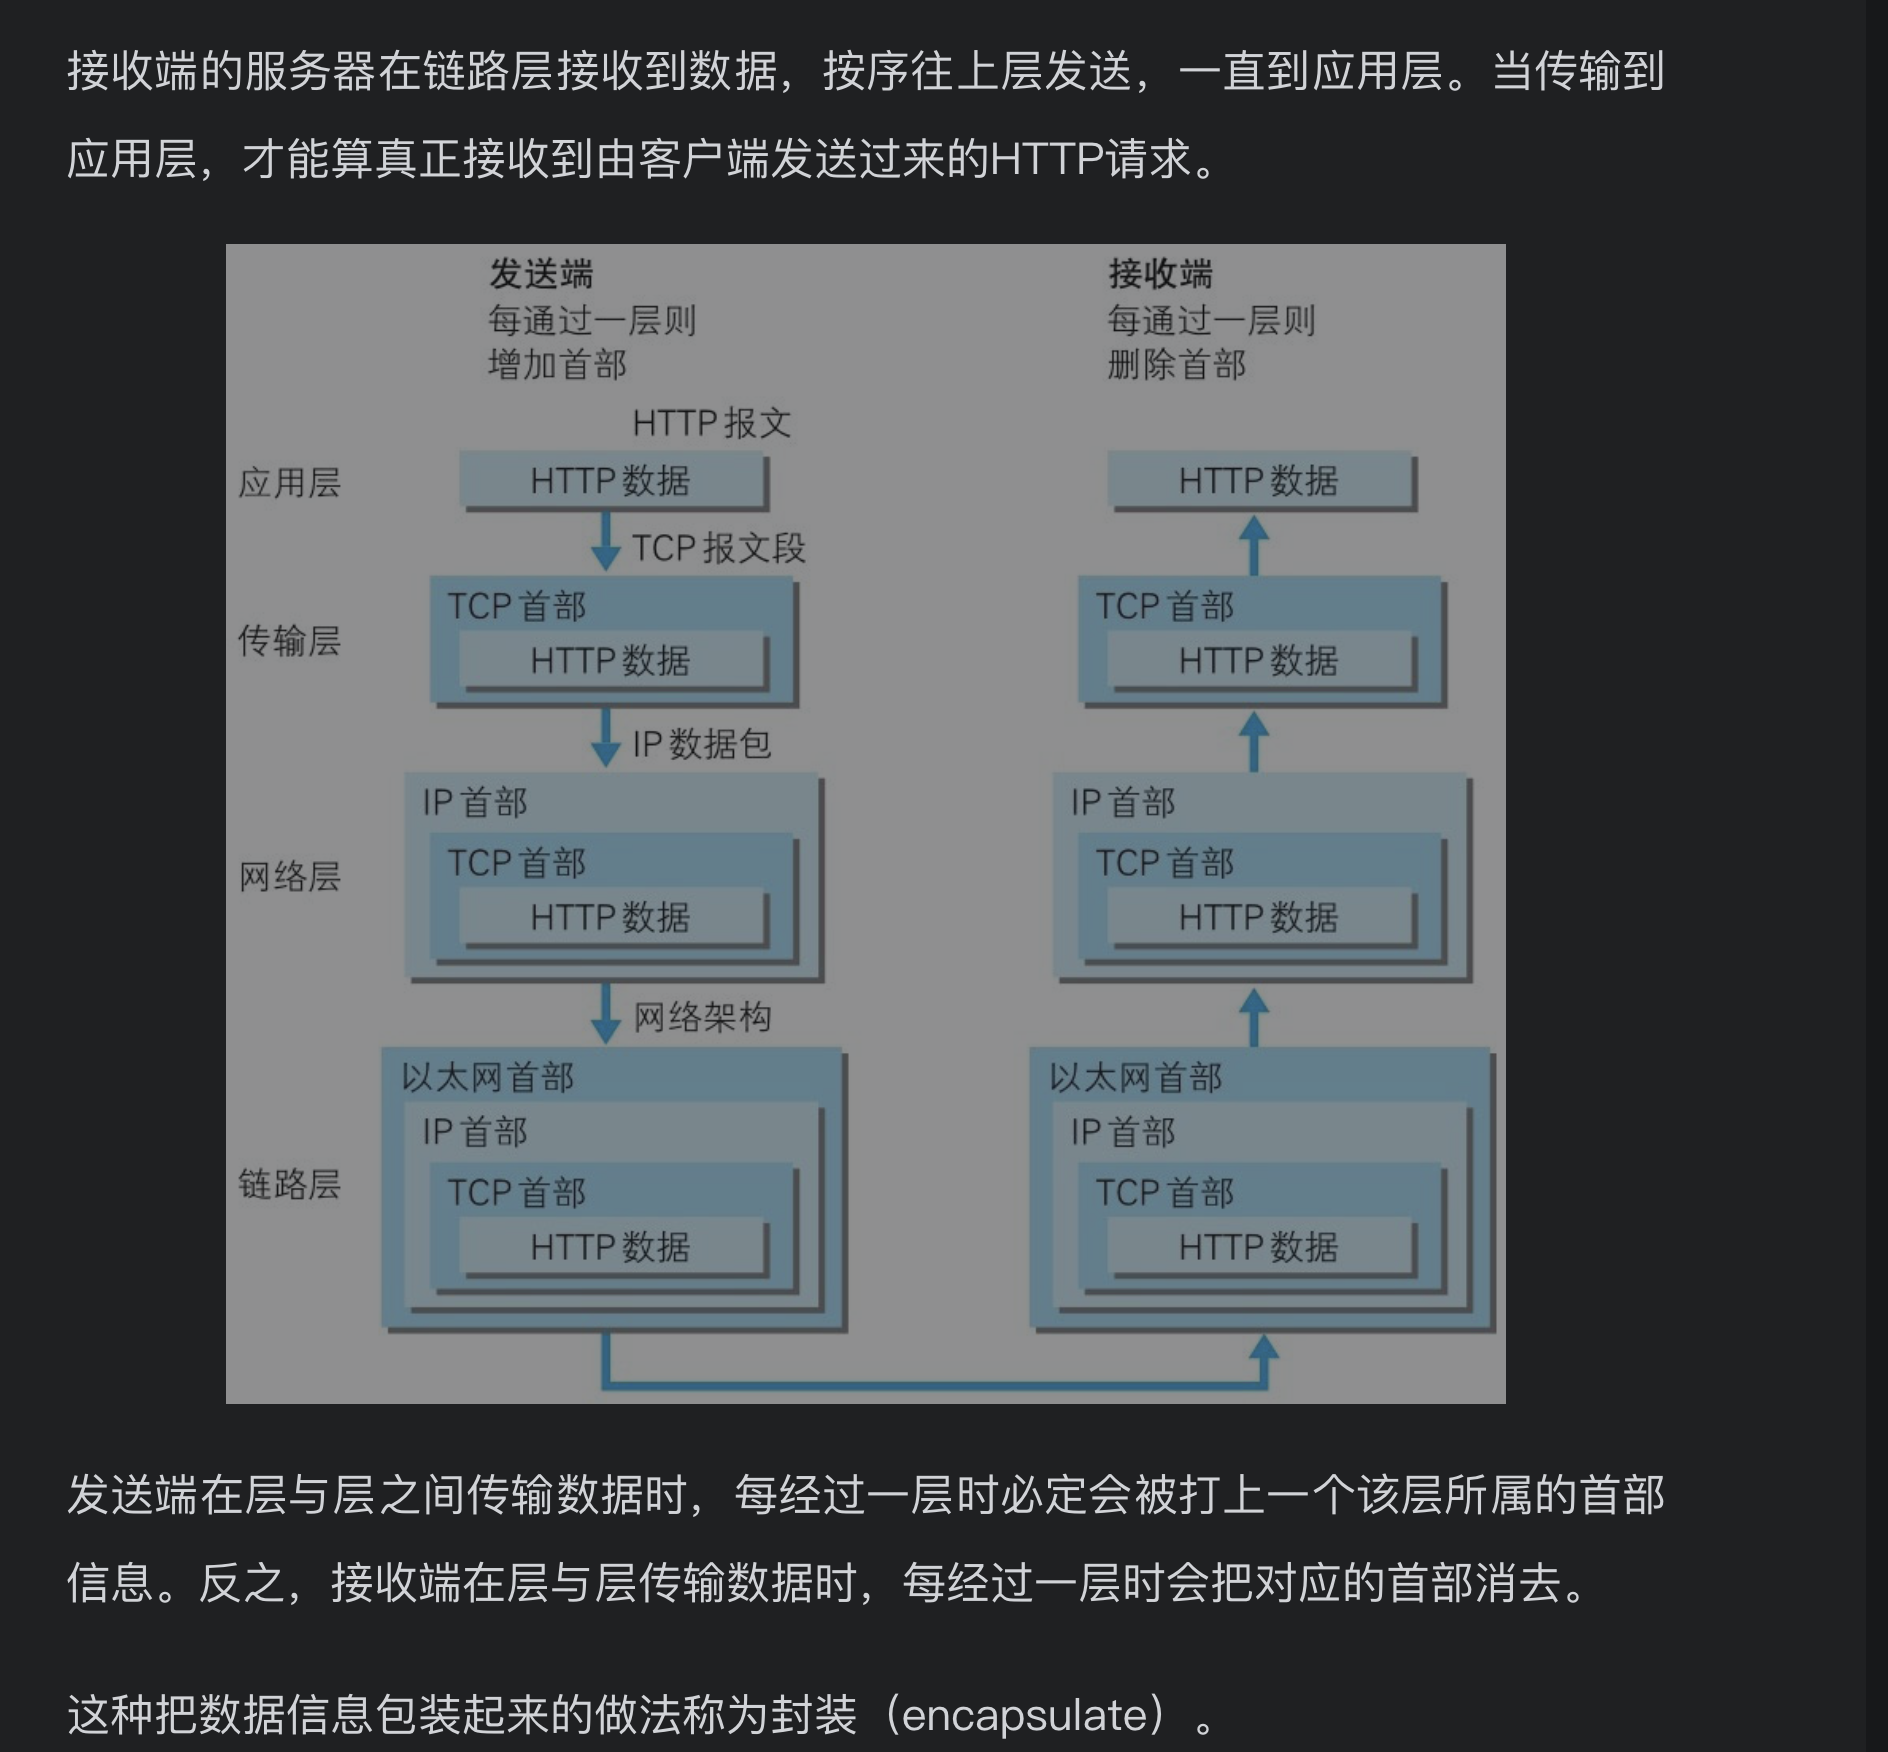 接收端的服务器在链路层接收到数据，按序往上层发送，一直到应用层。当传输到
应用层，才能算真正接收到由客户端发送过来的HTTP请求。
发送端
每通过一层则
增加首部
接收端
每通过一层则
删除首部
HTTP 报文
应用层
HTTP 数据
HTTP 数据
TCP 报文段
传输层
TCP 首部
HTTP 数据
TCP 首部
HTTP 数据
IP 数据包
网络层
IP 首部
TCP 首部
HTTP 数据
IP 首部
TCP 首部
HTTP 数据
网络架构
链路层
以太网首部
IP 首部
TCP 首部
HTTP 数据
以太网首部
IP 首部
TCP 首部
HTTP 数据
发送端在层与层之间传输数据时，每经过一层时必定会被打上一个该层所属的首部
信息。反之，接收端在层与层传输数据时，每经过一层时会把对应的首部消去。
这种把数据信息包装起来的做法称为封装（encapsulate）。